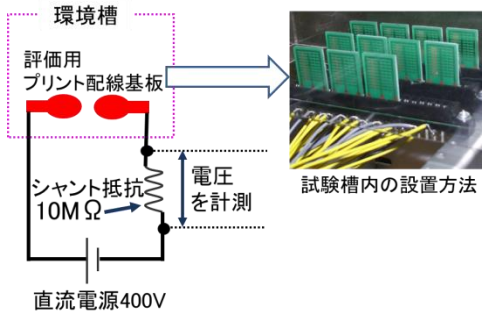 環境槽
評価用
プリント配線基板
シャント抵抗
10MΩ
電圧
を計測
直流電源400V
試験槽内の設置方法